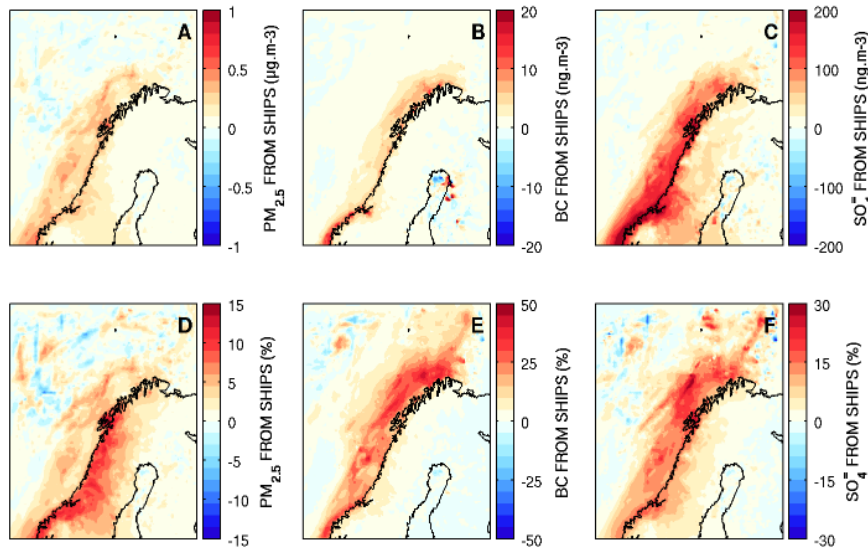 A
1
0.5
0
-0.5
-1
PM2.5 FROM SHIPS (µg.m-3)
B
20
10
0
-10
-20
BC FROM SHIPS (ng.m-3)
C
200
100
0
-100
-200
SO4= FROM SHIPS (ng.m-3)
D
15
10
5
0
-5
-10
-15
PM2.5 FROM SHIPS (%)
E
50
25
0
-25
-50
BC FROM SHIPS (%)
F
30
15
0
-15
-30
SO4= FROM SHIPS (%)